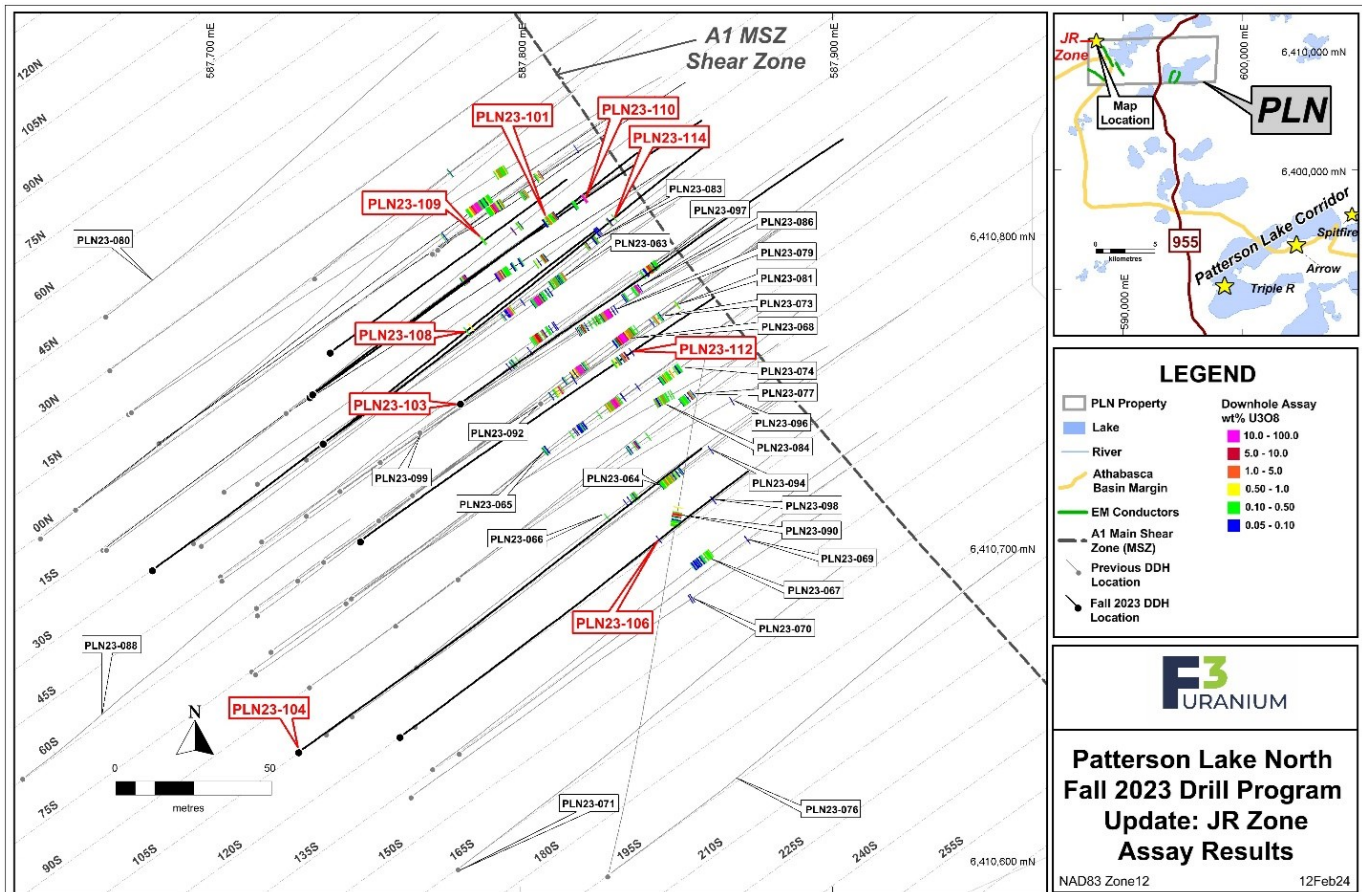 587,700 mE
587,800 mE
587,900 mE
A1 MSZ
Shear Zone
120N
105N
90N
75N
60N
45N
30N
15N
00N
15S
30S
45S
60S
75S
90S
105S
120S
135S
150S
165S
180S
195S
210S
225S
240S
255S
PLN23-101
PLN23-110
PLN23-114
PLN23-109
PLN23-083
PLN23-097
PLN23-086
PLN23-063
PLN23-079
PLN23-081
PLN23-073
PLN23-068
PLN23-080
PLN23-108
PLN23-112
PLN23-074
PLN23-077
PLN23-103
PLN23-096
PLN23-092
PLN23-084
PLN23-099
PLN23-064
PLN23-094
PLN23-065
PLN23-098
PLN23-066
PLN23-090
PLN23-069
PLN23-067
PLN23-106
PLN23-070
PLN23-088
PLN23-104
PLN23-071
PLN23-076
6,410,800 mN
6,410,700 mN
6,410,600 mN
N
0 50
metres
JR
Zone
Map
Location
PLN
600,000 mE
6,410,000 mN
6,400,000 mN
590,000 mE
955
0 5
kilometres
Patterson Lake Corridor
Spitfire
Arrow
Triple R
LEGEND
PLN Property
Lake
River
Athabasca
Basin Margin
EM Conductors
A1 Main Shear
Zone (MSZ)
Previous DDH
Location
Fall 2023 DDH
Location
Downhole Assay
wt% U3O8
10.0 - 100.0
5.0 - 10.0
1.0 - 5.0
0.50 - 1.0
0.10 - 0.50
0.05 - 0.10
F3
URANIUM
Patterson Lake North
Fall 2023 Drill Program
Update: JR Zone
Assay Results
NAD83 Zone12 12Feb24